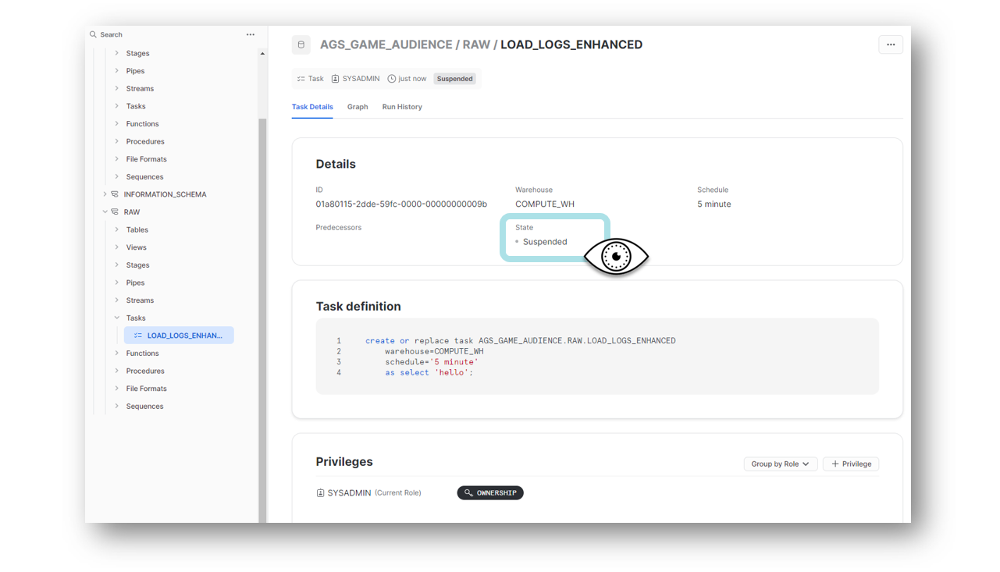 Search
Stages
Pipes
Streams
Tasks
Functions
Procedures
File Formats
Sequences
INFORMATION_SCHEMA
RAW
Tables
Views
Stages
Pipes
Streams
Tasks
LOAD_LOGS_ENHAN...
Functions
Procedures
File Formats
Sequences
AGS_GAME_AUDIENCE / RAW / LOAD_LOGS_ENHANCED
Task SYSADMIN just now Suspended
Task Details Graph Run History
Details
ID Warehouse Schedule
01a80115-2dde-59fc-0000-00000000009b COMPUTE_WH 5 minute
Predecessors State
Suspended
Task definition
1 create or replace task AGS_GAME_AUDIENCE.RAW.LOAD_LOGS_ENHANCED
2 warehouse=COMPUTE_WH
3 schedule='5 minute'
4 as select 'hello';
Privileges Group by Role + Privilege
SYSADMIN (Current Role) OWNERSHIP